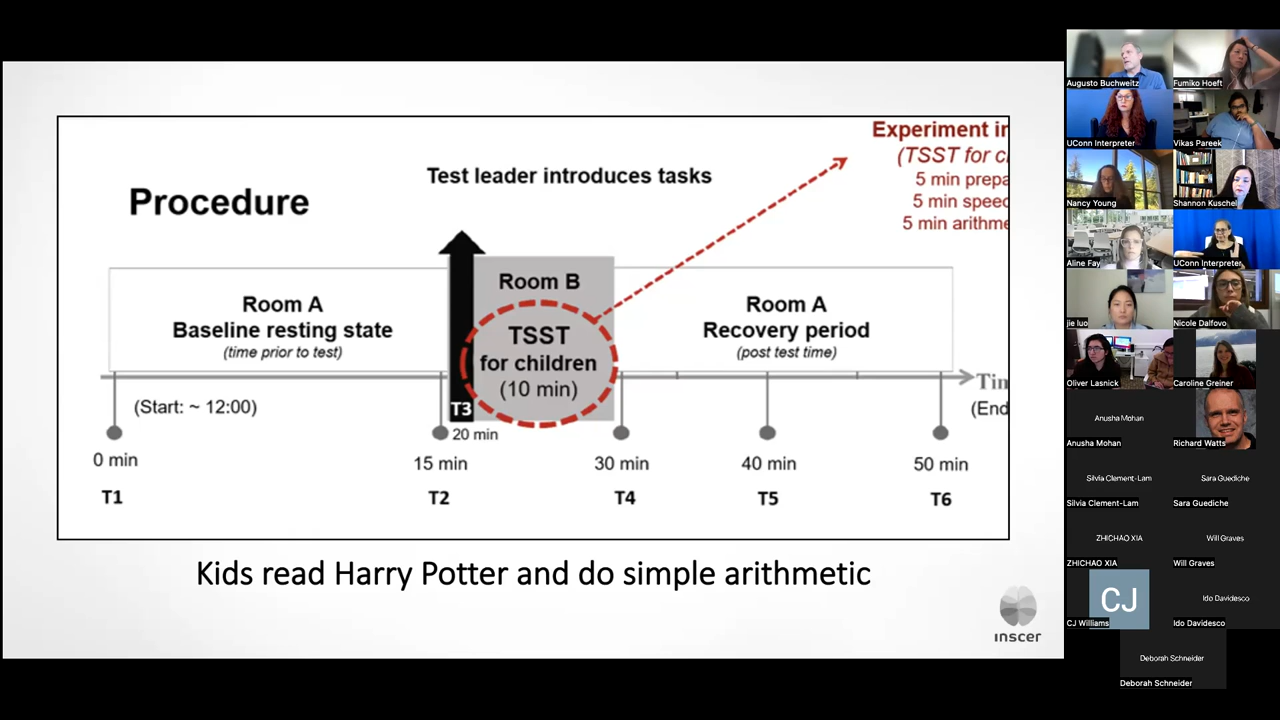 Procedure
Test leader introduces tasks
Experiment in
(TSST for c
5 min prepa
5 min speec
5 min arithme
Room A
Baseline resting state
(time prior to test)
Room B
TSST
for children
(10 min)
Room A
Recovery period
(post test time)
T3
20 min
(Start: ~ 12:00)
Tin
(End
0 min
15 min
30 min
40 min
50 min
T1
T2
T4
T5
T6
Kids read Harry Potter and do simple arithmetic
inscer
Augusto Buchweitz
Fumiko Hoeft
UConn Interpreter
Vikas Pareek
Nancy Young
Shannon Kuschel
Aline Fay
UConn Interpreter
jie luo
Nicole Dalfovo
Oliver Lasnick
Caroline Greiner
Anusha Mohan
Anusha Mohan
Richard Watts
Silvia Clement-Lam
Sara Guediche
Silvia Clement-Lam
Sara Guediche
ZHICHAO XIA
Will Graves
ZHICHAO XIA
Will Graves
CJ
Ido Davidesco
CJ Williams
Ido Davidesco
Deborah Schneider
Deborah Schneider